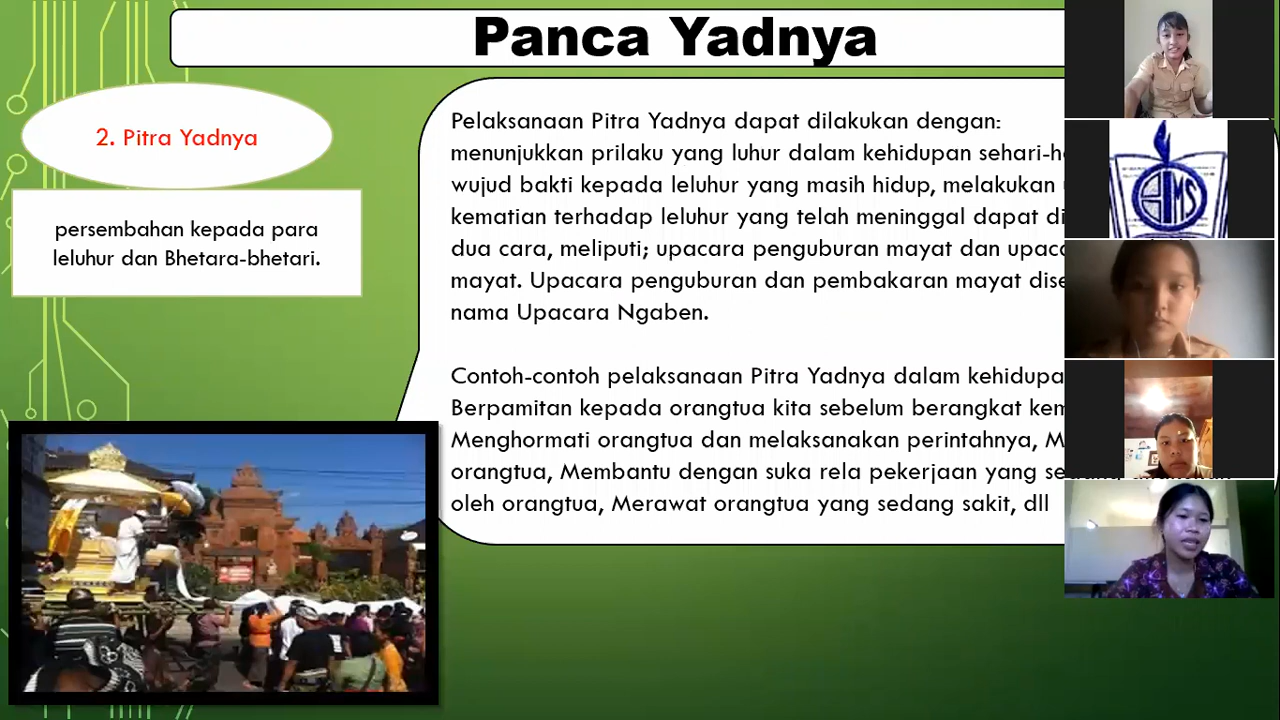 Panca Yadnya
2. Pitra Yadnya
persembahan kepada para
leluhur dan Bhetara-bhetari.
Pelaksanaan Pitra Yadnya dapat dilakukan dengan:
menunjukkan prilaku yang luhur dalam kehidupan
wujud bakti kepada leluhur yang masih hidup, melakukan
kematian terhadap leluhur yang telah meninggal dapat
dua cara, meliputi; upacara penguburan mayat dan
mayat. Upacara penguburan dan pembakaran mayat
nama Upacara Ngaben.
Contoh-contoh pelaksanaan Pitra Yadnya dalam
Berpamitan kepada orangtua kita sebelum berangkat
Menghormati orangtua dan melaksanakan perintahnya,
orangtua, Membantu dengan suka rela pekerjaan yang
oleh orangtua, Merawat orangtua yang sedang sakit, dll